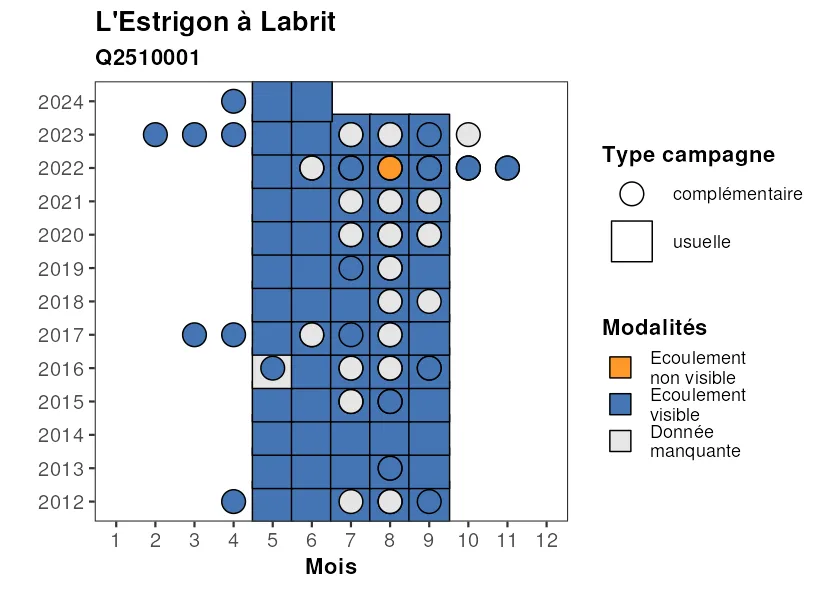 L'Estrigon à Labrit
Q2510001
2024
2023
2022
2021
2020
2019
2018
2017
2016
2015
2014
2013
2012
1 2 3 4 5 6 7 8 9 10 11 12
Mois
Type campagne
complémentaire
usuelle
Modalités
Ecoulement
non visible
Ecoulement
visible
Donnée
manquante